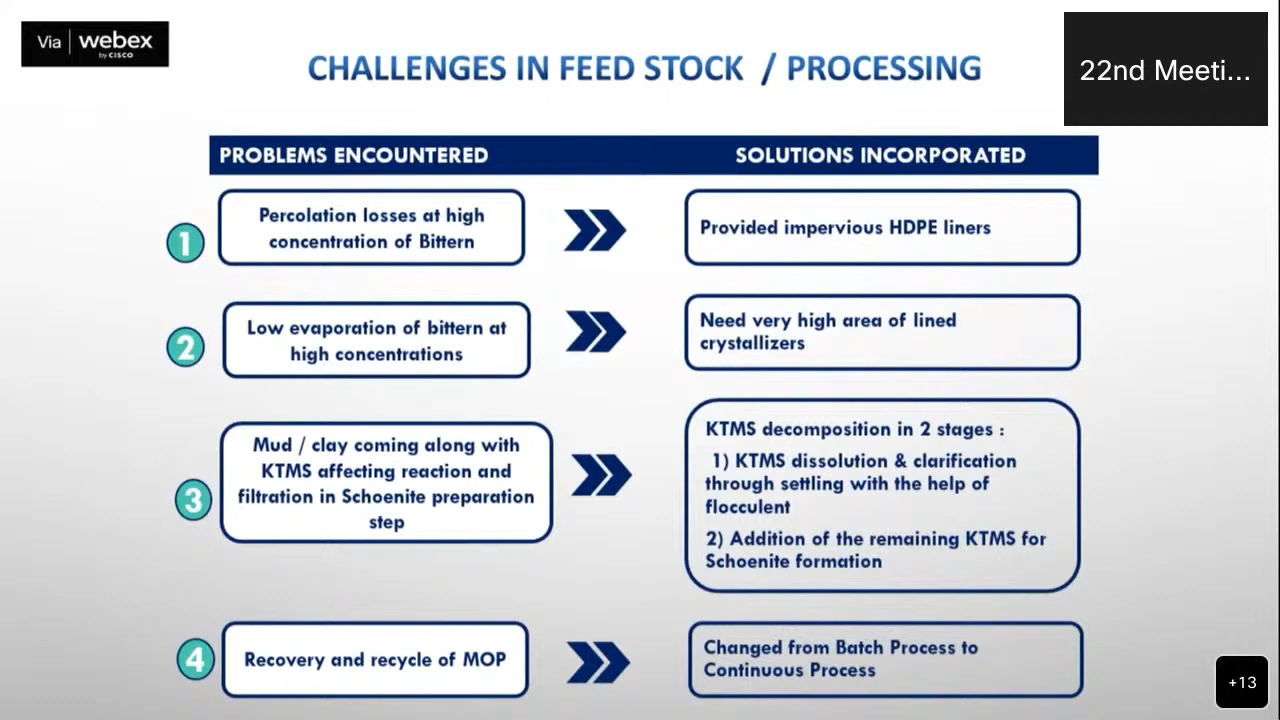 Via webex
by CISCO
CHALLENGES IN FEED STOCK / PROCESSING
22nd Meeti...
PROBLEMS ENCOUNTERED
SOLUTIONS INCORPORATED
1
Percolation losses at high
concentration of Bittern
Provided impervious HDPE liners
2
Low evaporation of bittern at
high concentrations
Need very high area of lined
crystallizers
3
Mud / clay coming along with
KTMS affecting reaction and
filtration in Schoenite preparation
step
KTMS decomposition in 2 stages :
1) KTMS dissolution & clarification
through settling with the help of
flocculent
2) Addition of the remaining KTMS for
Schoenite formation
4
Recovery and recycle of MOP
Changed from Batch Process to
Continuous Process
+13